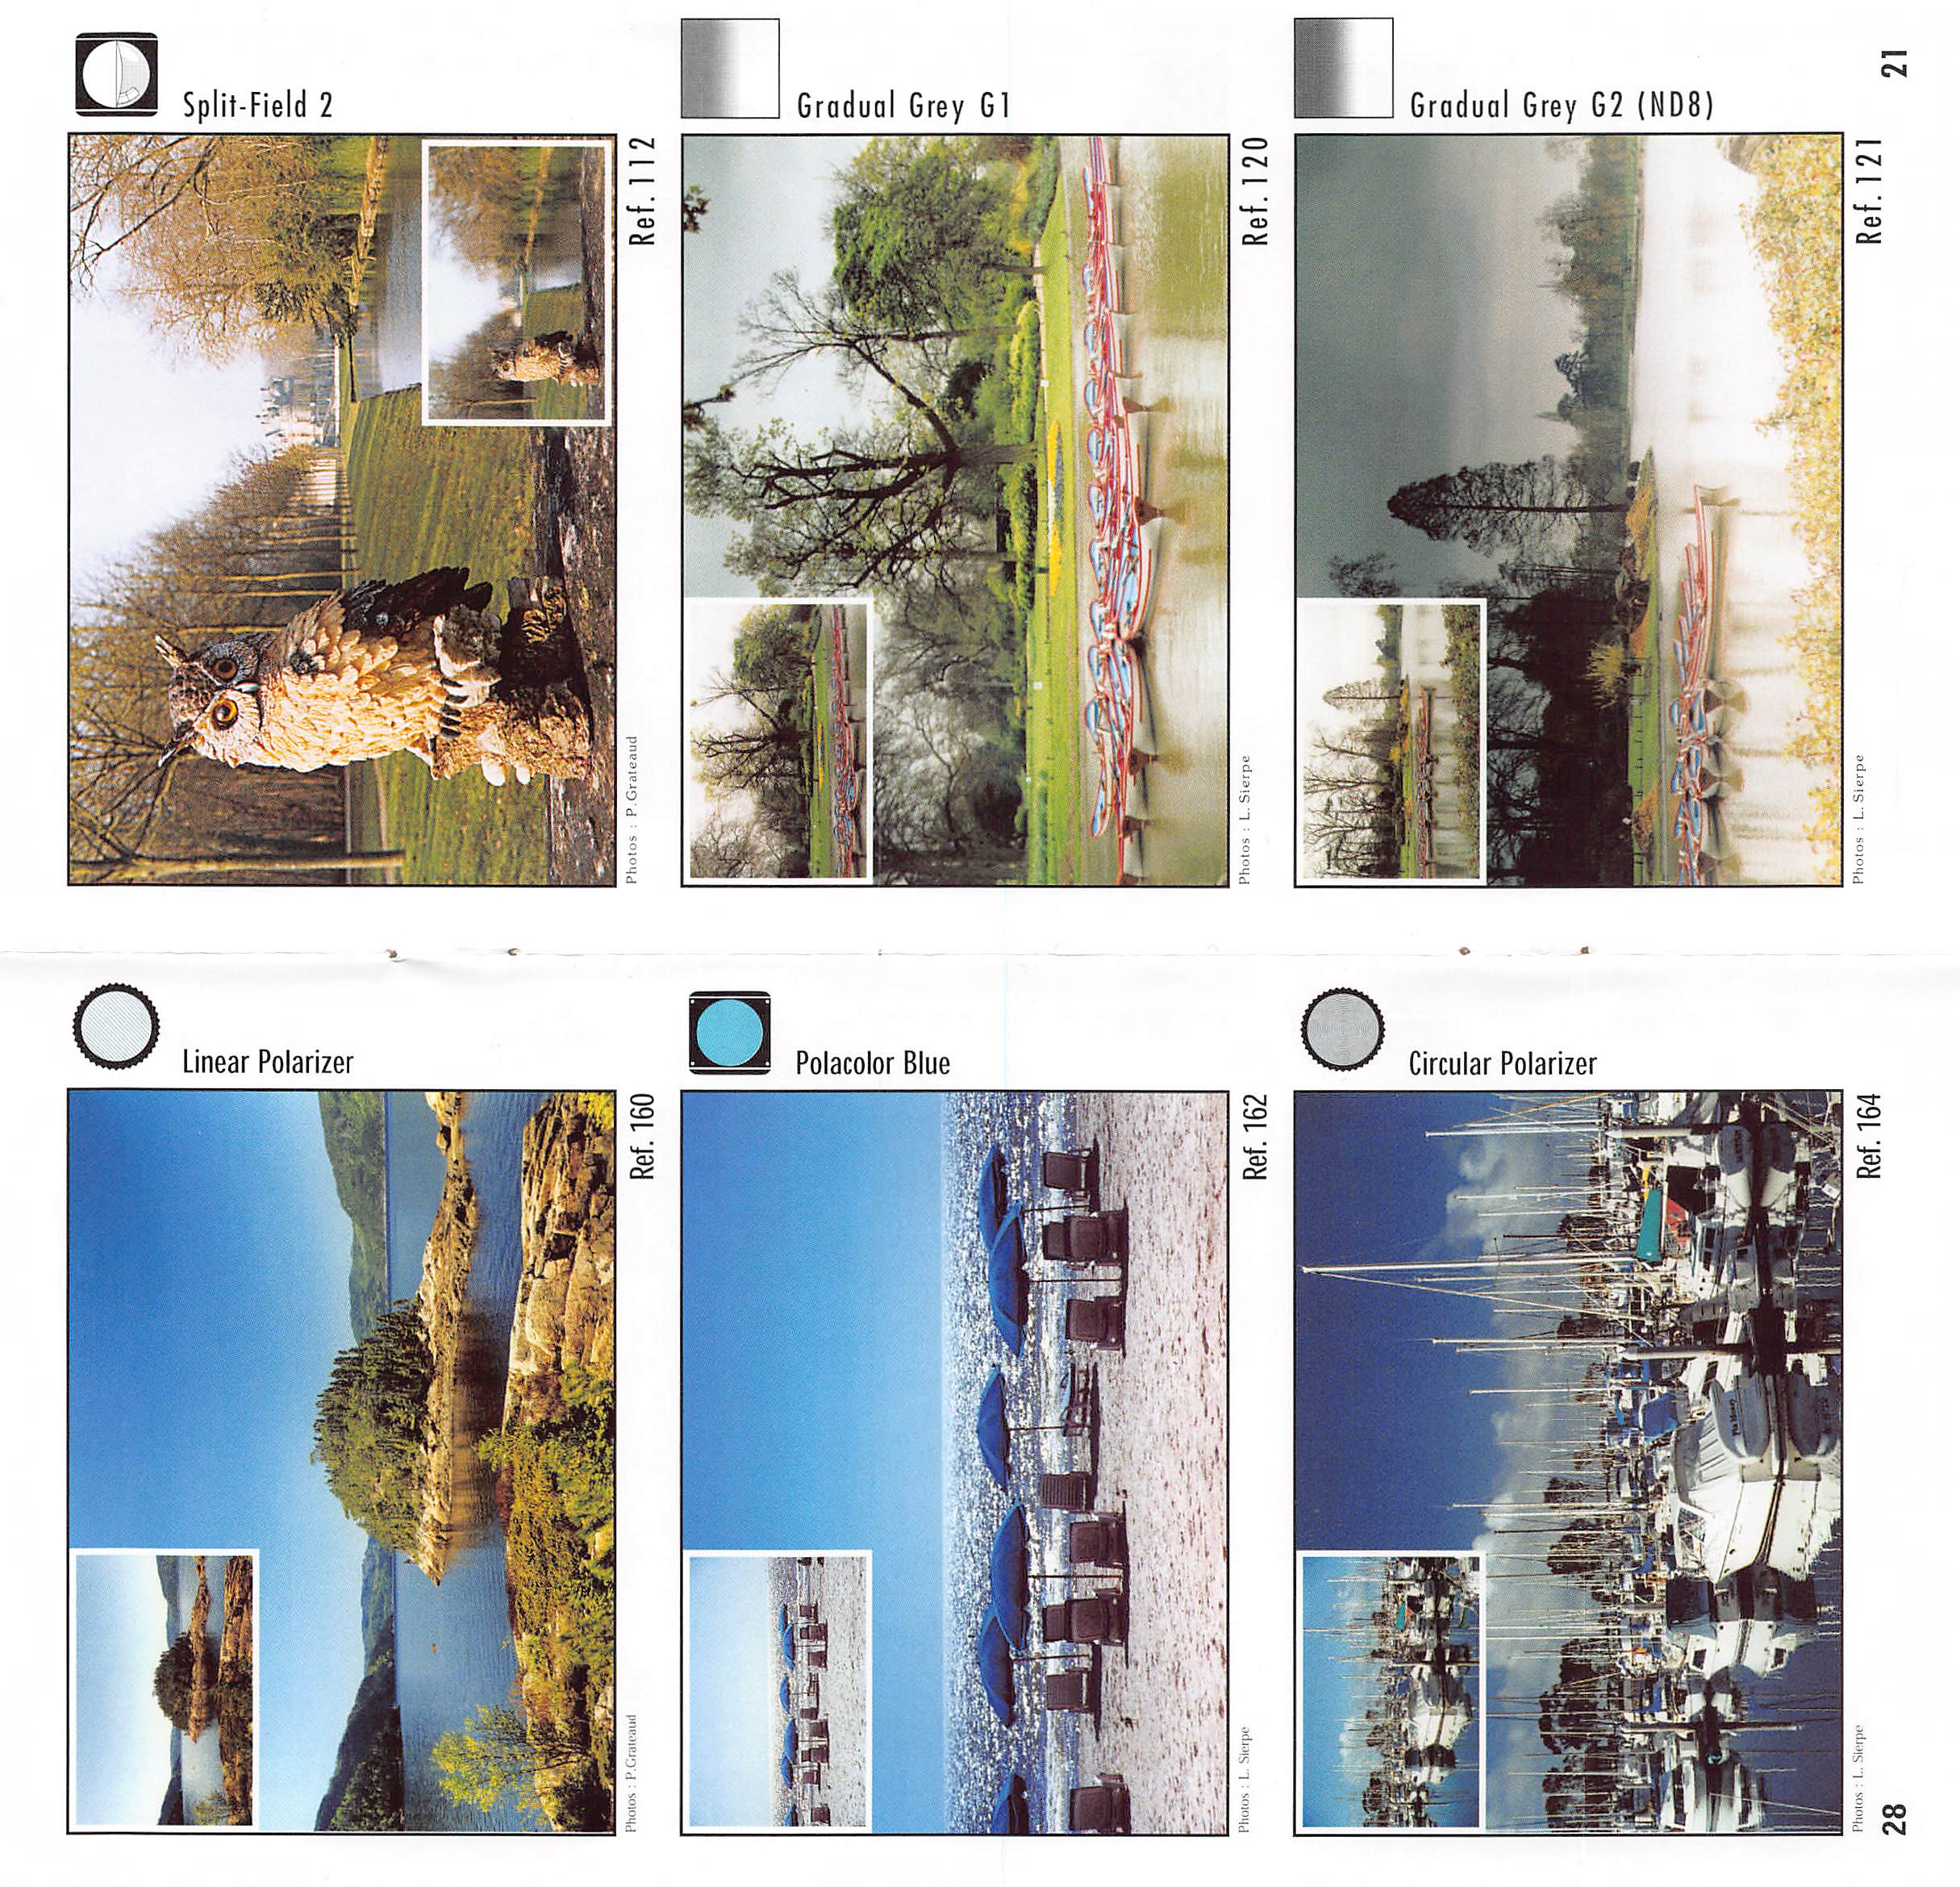 Split-Field 2
Ref. 112
Photos : P. Grateaud
Gradual Grey G1
Ref. 120
Photos : L. Sierpe
Gradual Grey G2 (ND8)
Ref. 121
Photos : L. Sierpe
21
Linear Polarizer
Ref. 160
Photos : P.Grateaud
Polacolor Blue
Ref. 162
Photos : L. Sierpe
Circular Polarizer
Ref. 164
Photos : L. Sierpe
28